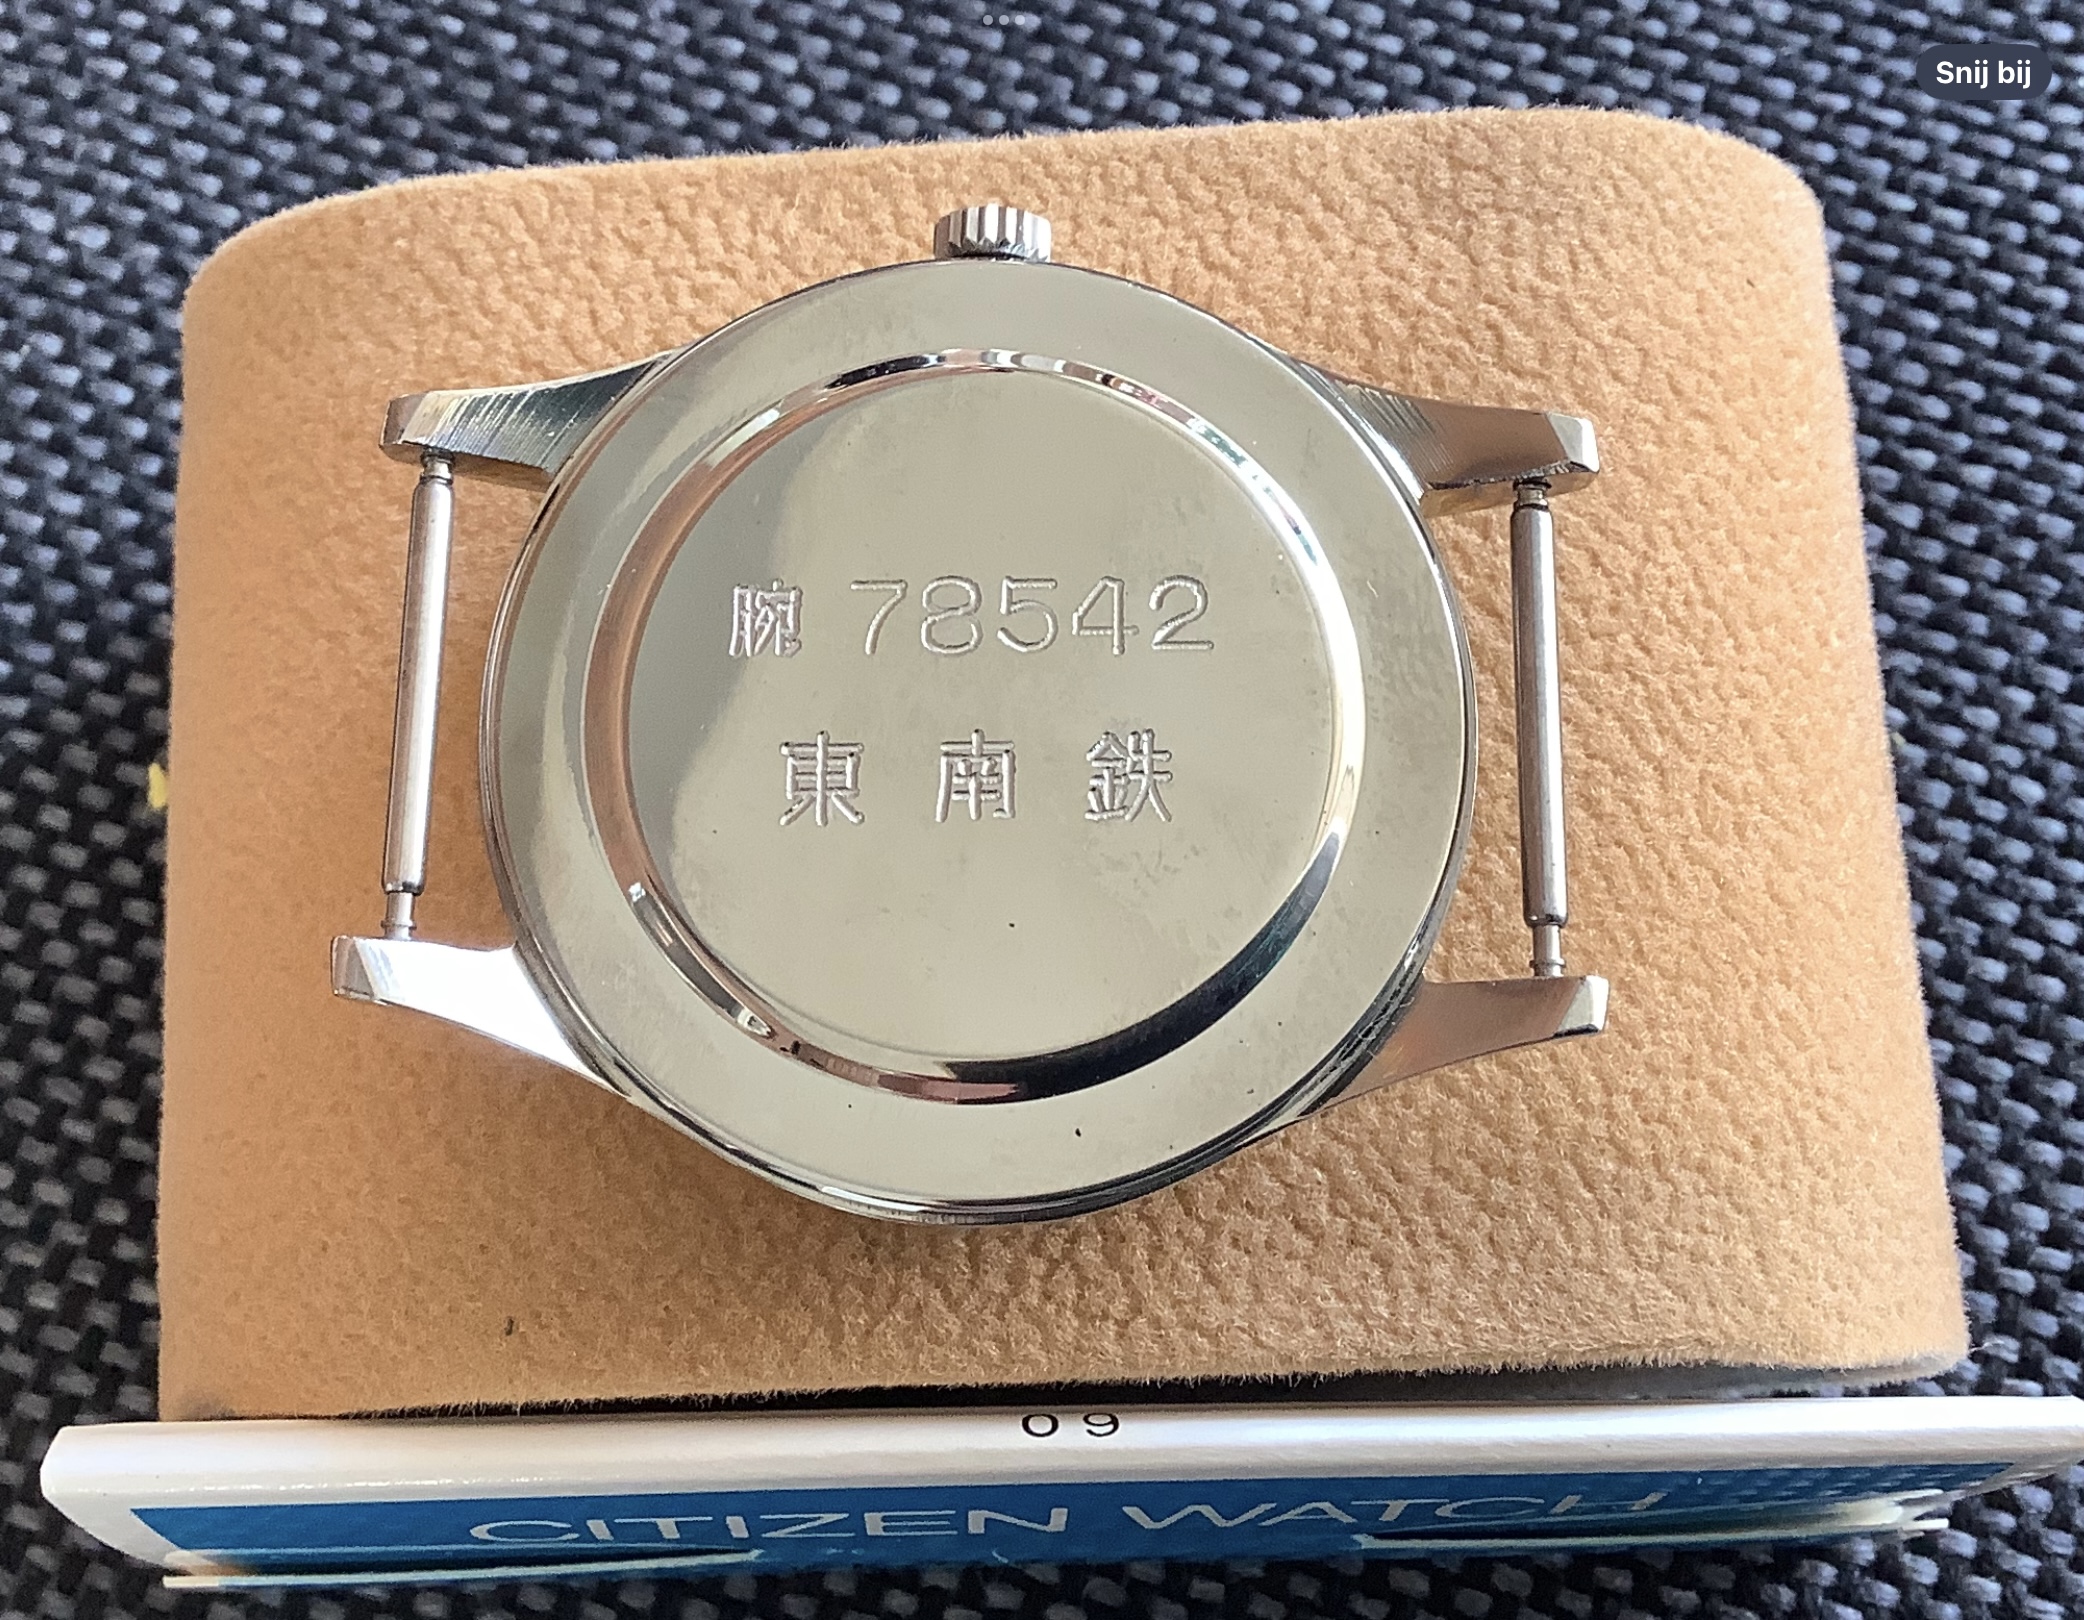 Snij bij
腕 78542
東 南 鉄
09
CITIZEN WATCH